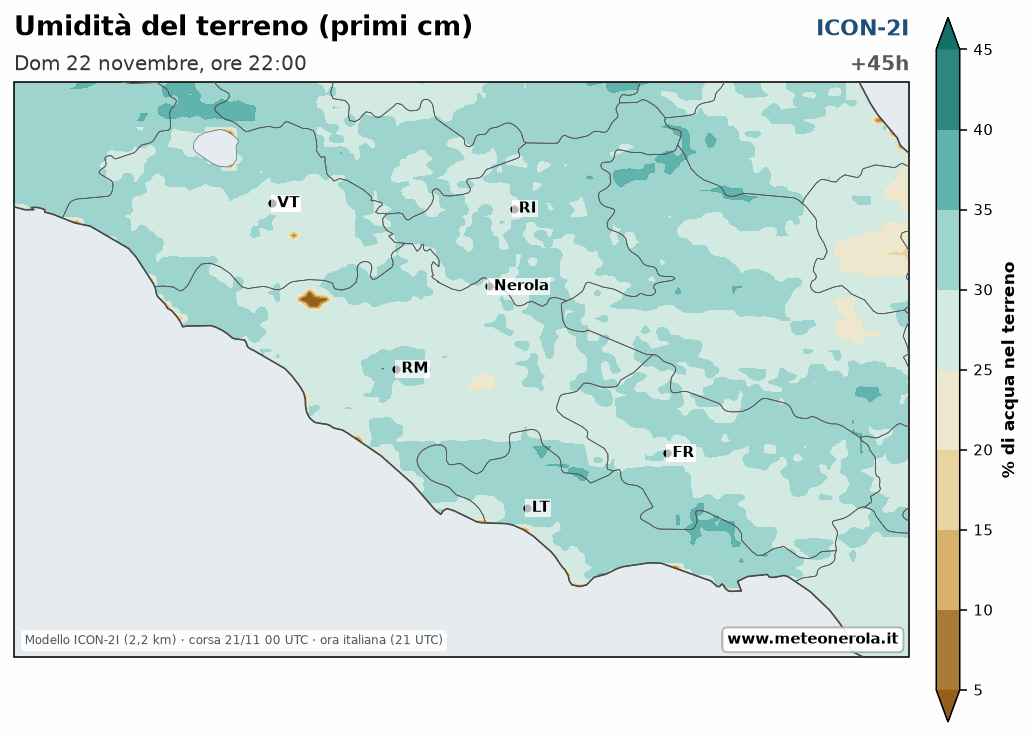 Umidità del terreno (primi cm)
ICON-2I
Dom 22 novembre, ore 22:00
+45h
VT
RI
Nerola
RM
FR
LT
Modello ICON-2I (2,2 km) · corsa 21/11 00 UTC · ora italiana (21 UTC)
www.meteonerola.it
45
40
35
30
25
20
15
10
5
% di acqua nel terreno